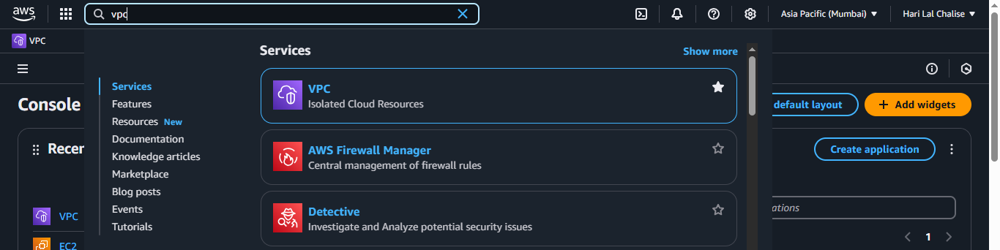 aws
vpc
Asia Pacific (Mumbai)
Hari Lal Chalise
VPC
Services
Show more
Services
Features
Resources New
Documentation
Knowledge articles
Marketplace
Blog posts
Events
Tutorials
VPC
Isolated Cloud Resources
AWS Firewall Manager
Central management of firewall rules
Detective
Investigate and Analyze potential security issues
Console
default layout
+ Add widgets
Recen
Create application
VPC
EC2
ations
1